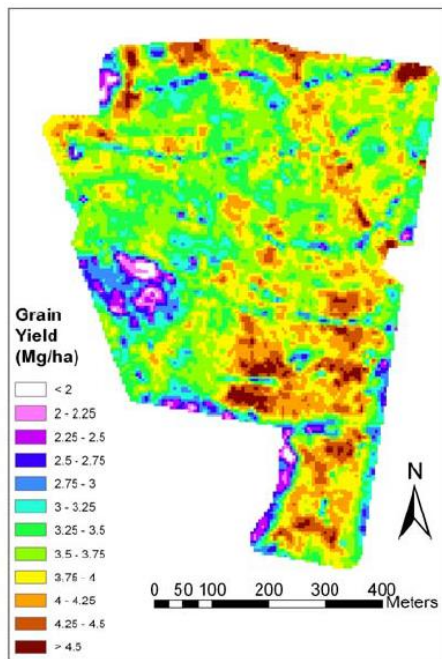 Grain
Yield
(Mg/ha)
< 2
2 - 2.25
2.25 - 2.5
2.5 - 2.75
2.75 - 3
3 - 3.25
3.25 - 3.5
3.5 - 3.75
3.75 - 4
4 - 4.25
4.25 - 4.5
> 4.5
N
0 25 50 100 200 300 400
Meters